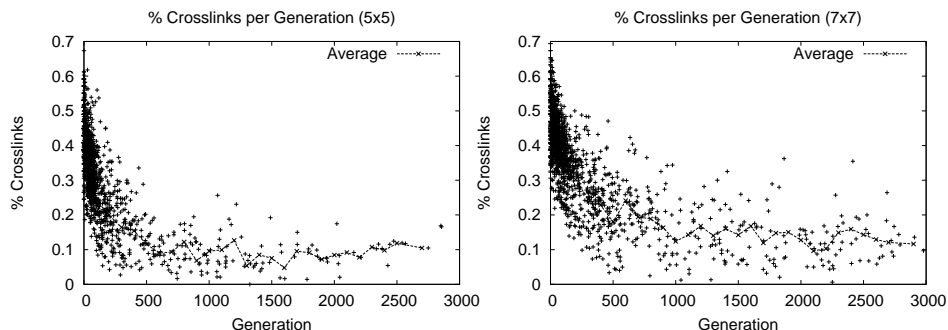 % Crosslinks per Generation (5x5)
0.7
0.6
0.5
0.4
0.3
0.2
0.1
0
% Crosslinks
Average
0 500 1000 1500 2000 2500 3000
Generation
% Crosslinks per Generation (7x7)
0.7
0.6
0.5
0.4
0.3
0.2
0.1
0
% Crosslinks
Average
0 500 1000 1500 2000 2500 3000
Generation